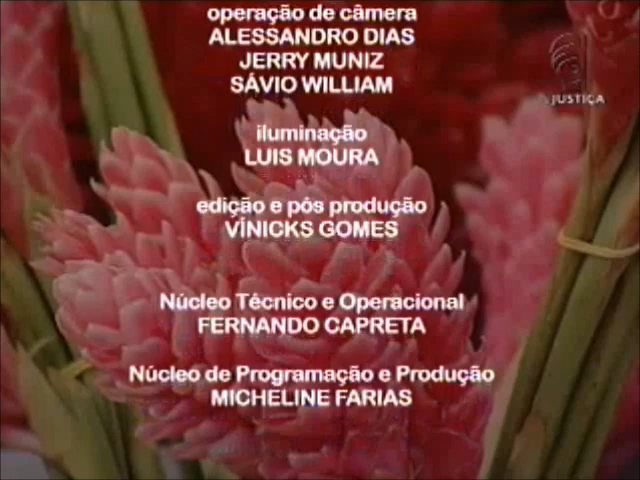 operação de câmera
ALESSANDRO DIAS
JERRY MUNIZ
SÁVIO WILLIAM
JUSTIÇA
iluminação
LUIS MOURA
edição e pós produção
VÍNICKS GOMES
Núcleo Técnico e Operacional
FERNANDO CAPRETA
Núcleo de Programação e Produção
MICHELINE FARIAS